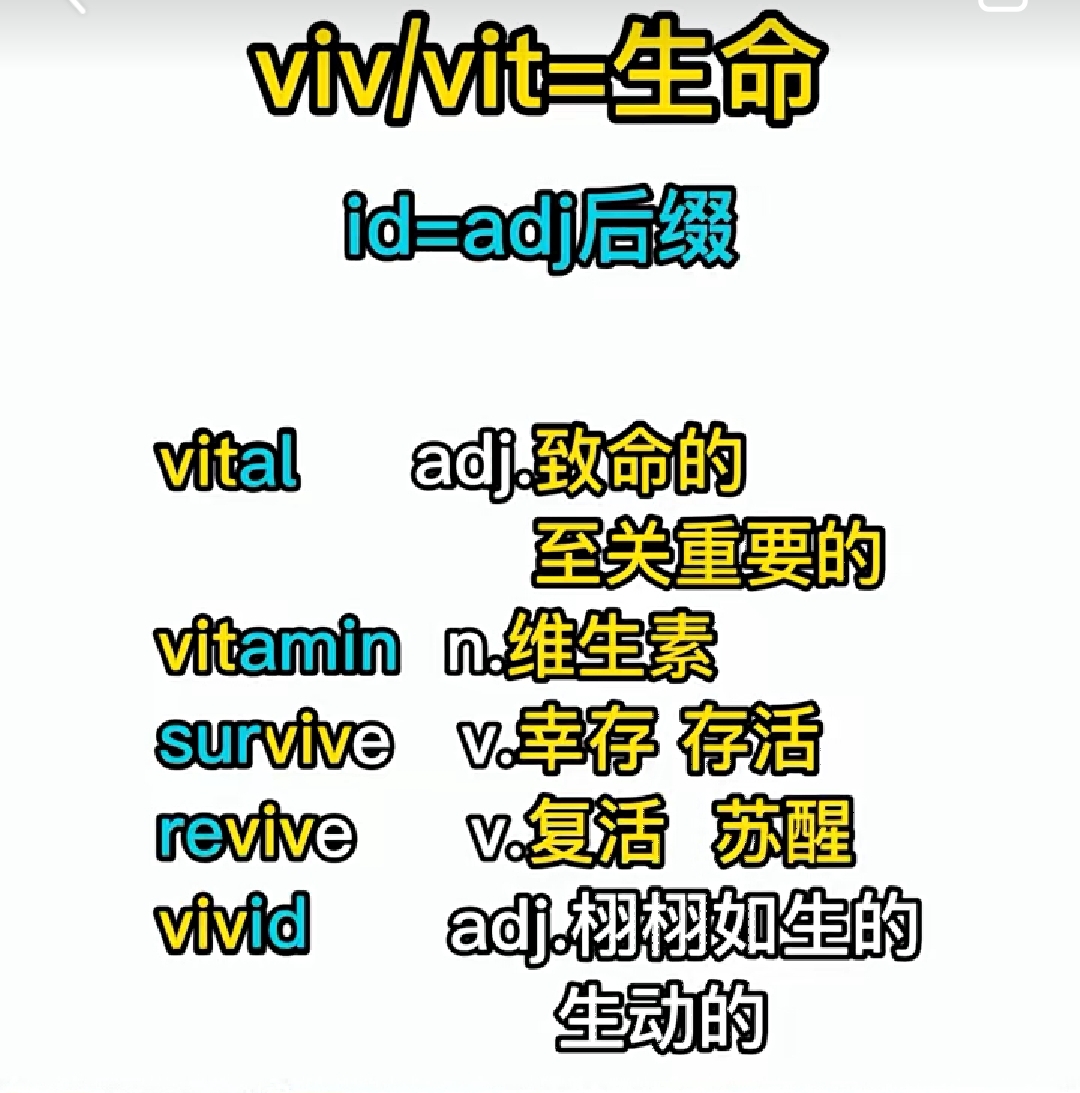 viv/vit=生命
id=adj后缀
vital adj.致命的
至关重要的
vitamin n.维生素
survive v.幸存 存活
revive v.复活 苏醒
vivid adj.栩栩如生的
生动的